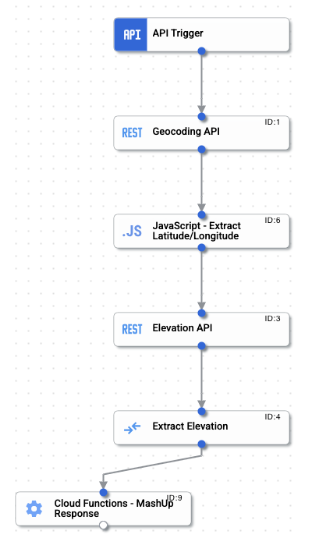 API
API Trigger
ID:1
REST
Geocoding API
ID:6
.JS
JavaScript - Extract
Latitude/Longitude
ID:3
REST
Elevation API
ID:4
Extract Elevation
ID:9
Cloud Functions - MashUp
Response